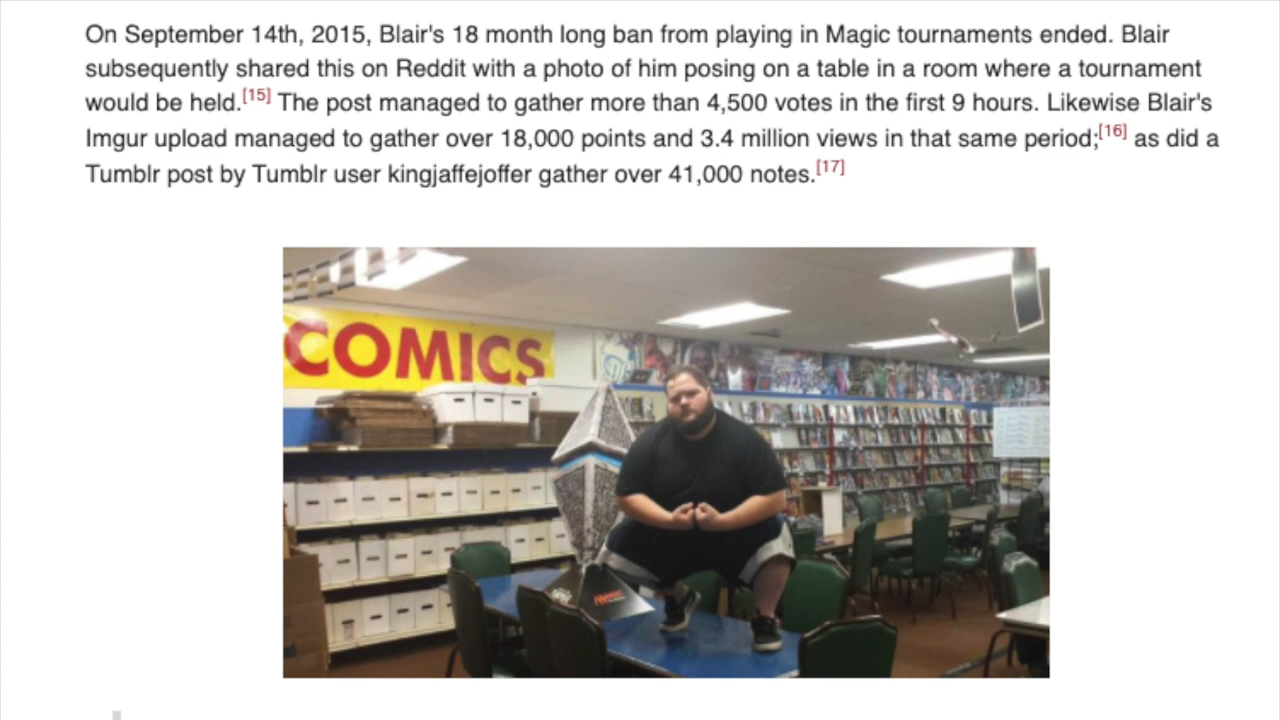 On September 14th, 2015, Blair's 18 month long ban from playing in Magic tournaments ended. Blair
subsequently shared this on Reddit with a photo of him posing on a table in a room where a tournament
would be held.[15] The post managed to gather more than 4,500 votes in the first 9 hours. Likewise Blair's
Imgur upload managed to gather over 18,000 points and 3.4 million views in that same period;[16] as did a
Tumblr post by Tumblr user kingjaffejoffer gather over 41,000 notes.[17]
COMICS